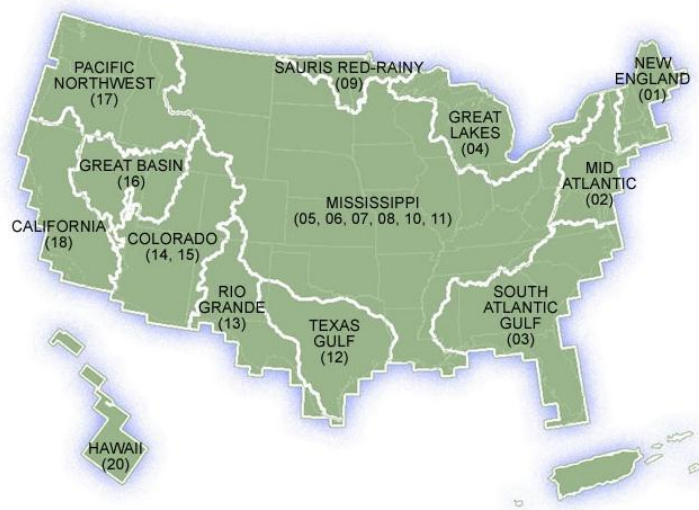 PACIFIC
NORTHWEST
(17)
SAURIS RED-RAINY
(09)
NEW
ENGLAND
(01)
GREAT
LAKES
(04)
GREAT BASIN
(16)
MID
ATLANTIC
(02)
MISSISSIPPI
(05, 06, 07, 08, 10, 11)
CALIFORNIA
(18)
COLORADO
(14, 15)
RIO
GRANDE
(13)
TEXAS
GULF
(12)
SOUTH
ATLANTIC
GULF
(03)
HAWAII
(20)